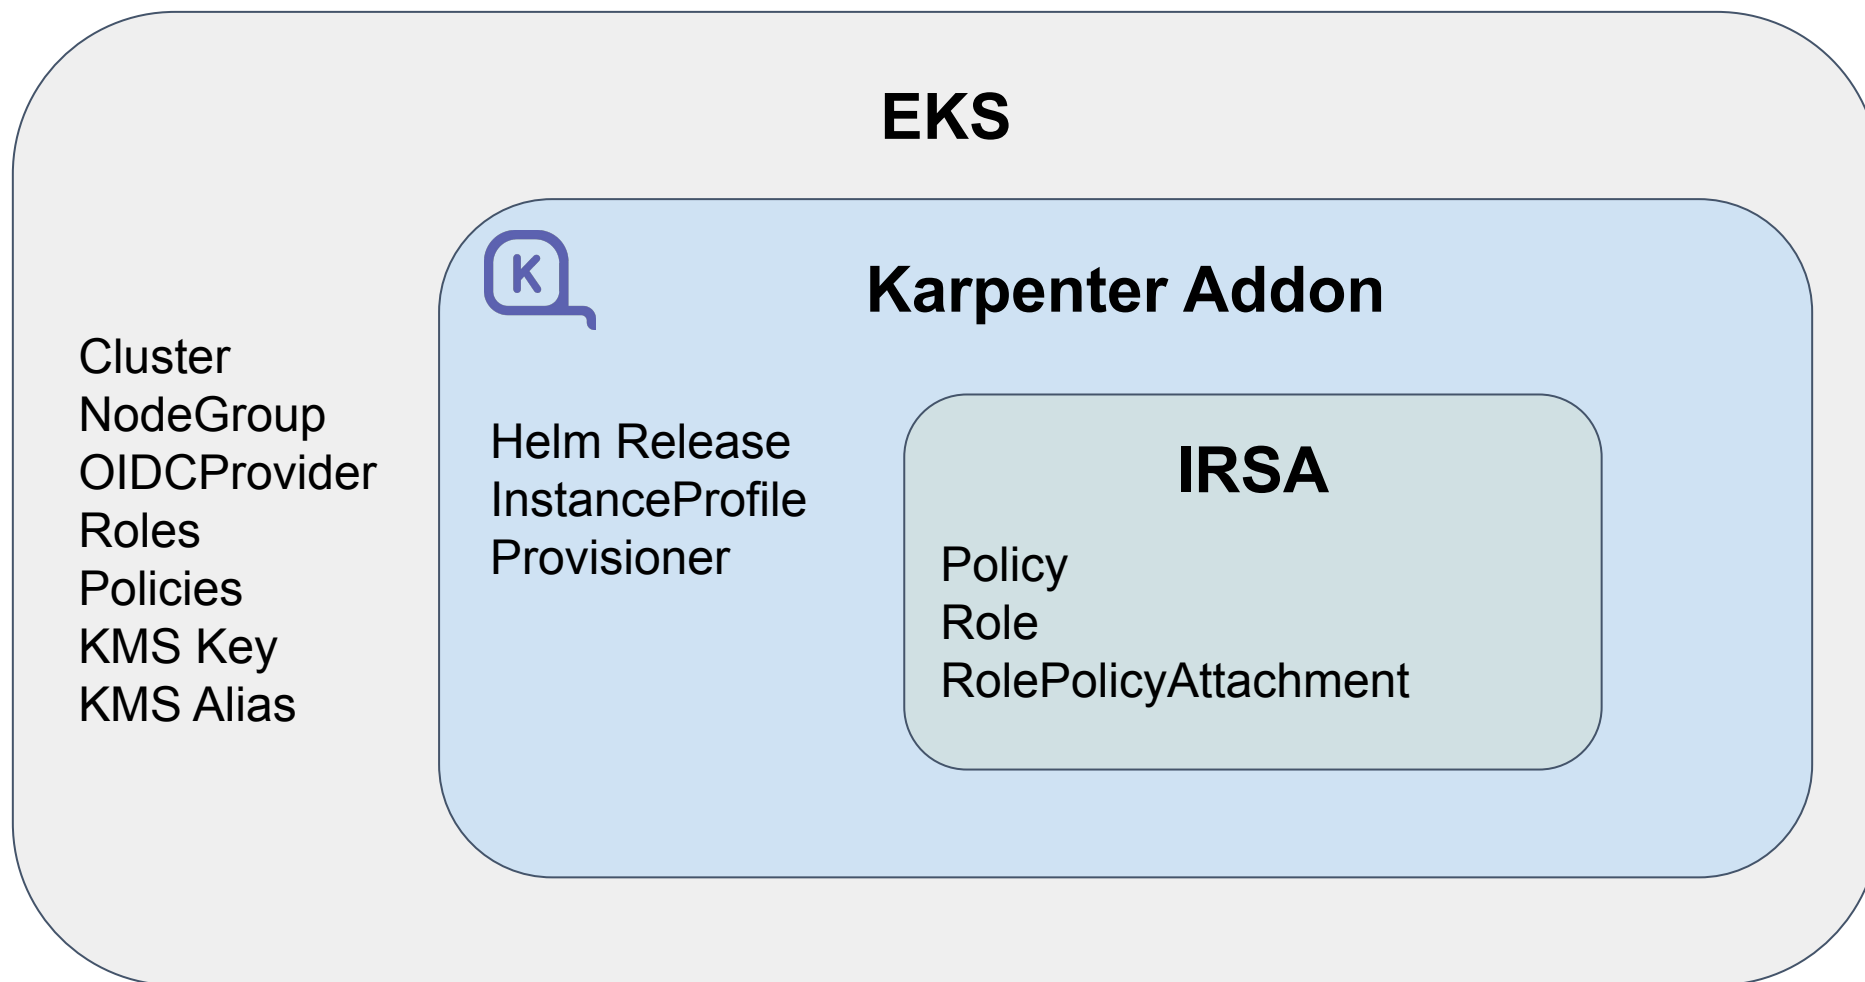 EKS
K
Karpenter Addon
Cluster
NodeGroup
OIDCProvider
Roles
Policies
KMS Key
KMS Alias
Helm Release
InstanceProfile
Provisioner
IRSA
Policy
Role
RolePolicyAttachment